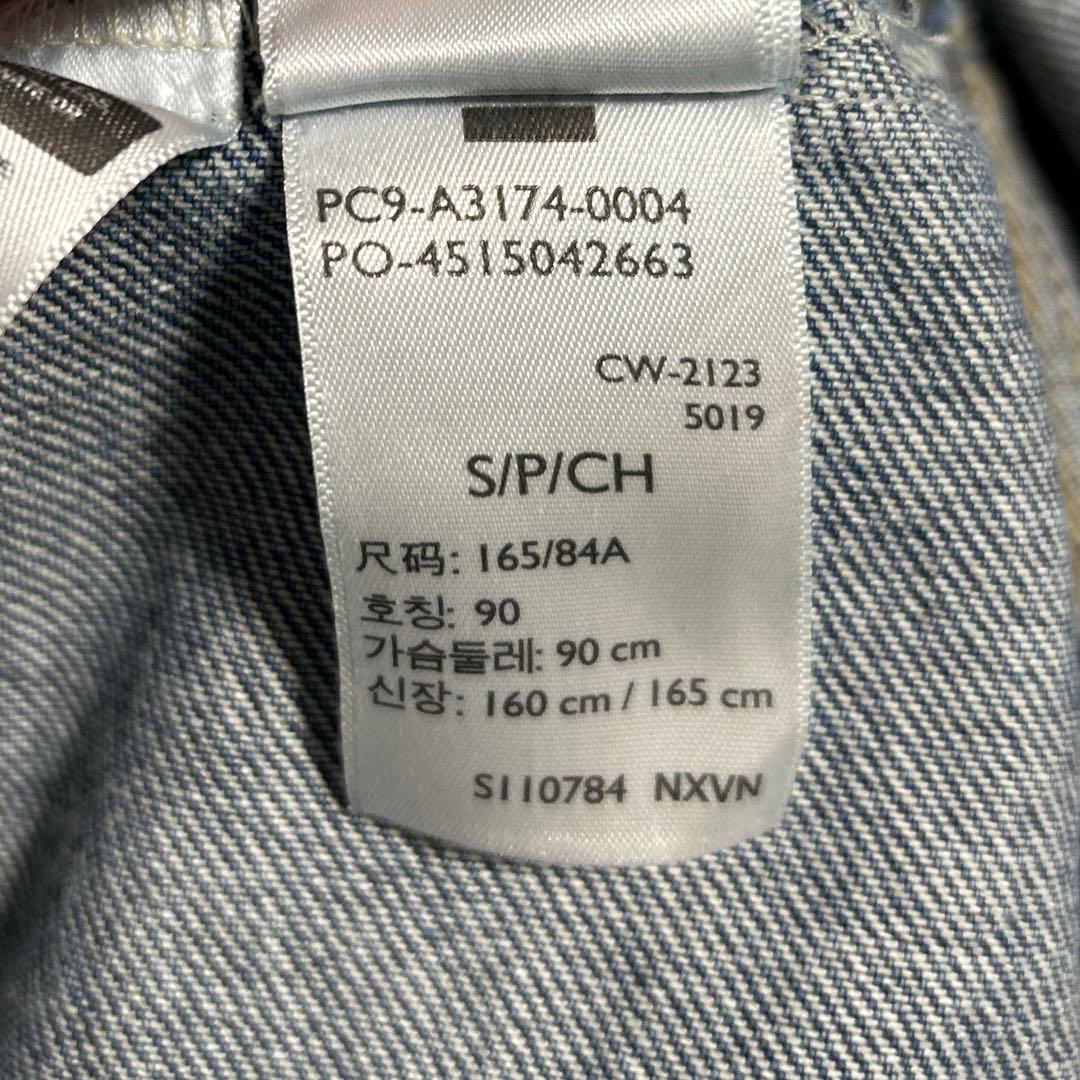 PC9-A3174-0004
PO-4515042663
CW-2123
5019
S/P/CH
尺码: 165/84A
호칭: 90
가슴둘레: 90 cm
신장: 160 cm / 165 cm
S110784 NXVN